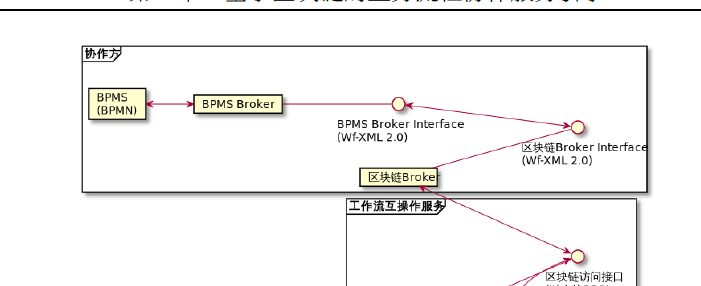 协作方
BPMS
(BPMN)
BPMS Broker
BPMS Broker Interface
(Wf-XML 2.0)
区块链Broker Interface
(Wf-XML 2.0)
区块链Broker
工作流互操作服务
区块链访问接口